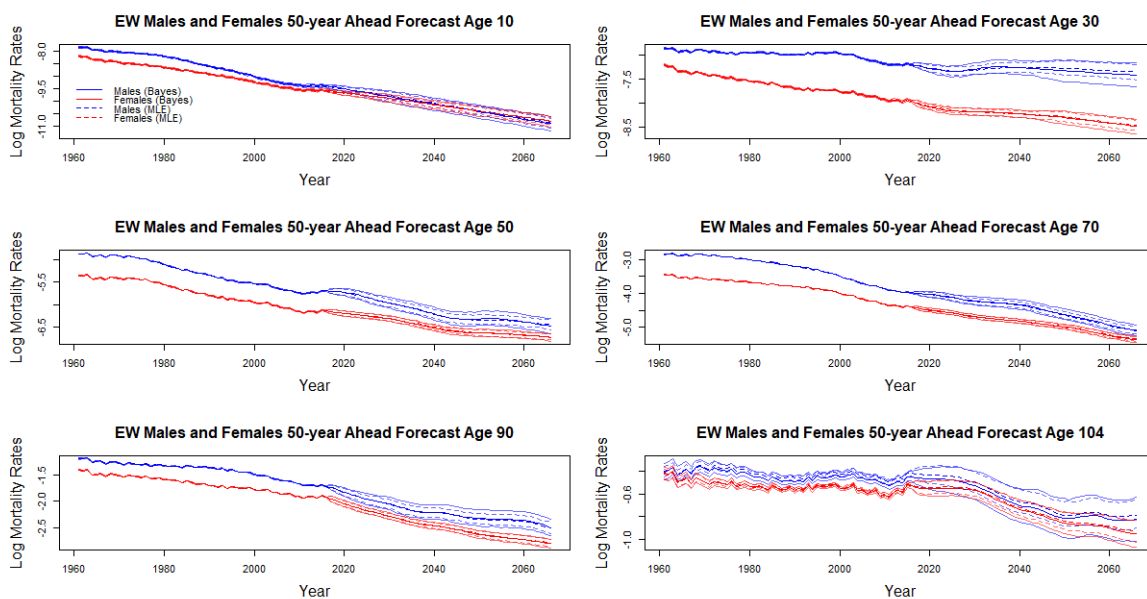 EW Males and Females 50-year Ahead Forecast Age 10
Log Mortality Rates
-8.0
-9.5
-11.0
Males (Bayes)
Females (Bayes)
Males (MLE)
Females (MLE)
1960 1980 2000 2020 2040 2060
Year
EW Males and Females 50-year Ahead Forecast Age 30
Log Mortality Rates
-7.5
-8.5
1960 1980 2000 2020 2040 2060
Year
EW Males and Females 50-year Ahead Forecast Age 50
Log Mortality Rates
-5.5
-6.5
1960 1980 2000 2020 2040 2060
Year
EW Males and Females 50-year Ahead Forecast Age 70
Log Mortality Rates
-3.0
-4.0
-5.0
1960 1980 2000 2020 2040 2060
Year
EW Males and Females 50-year Ahead Forecast Age 90
Log Mortality Rates
-1.5
-2.0
-2.5
1960 1980 2000 2020 2040 2060
Year
EW Males and Females 50-year Ahead Forecast Age 104
Log Mortality Rates
-0.6
-1.0
1960 1980 2000 2020 2040 2060
Year